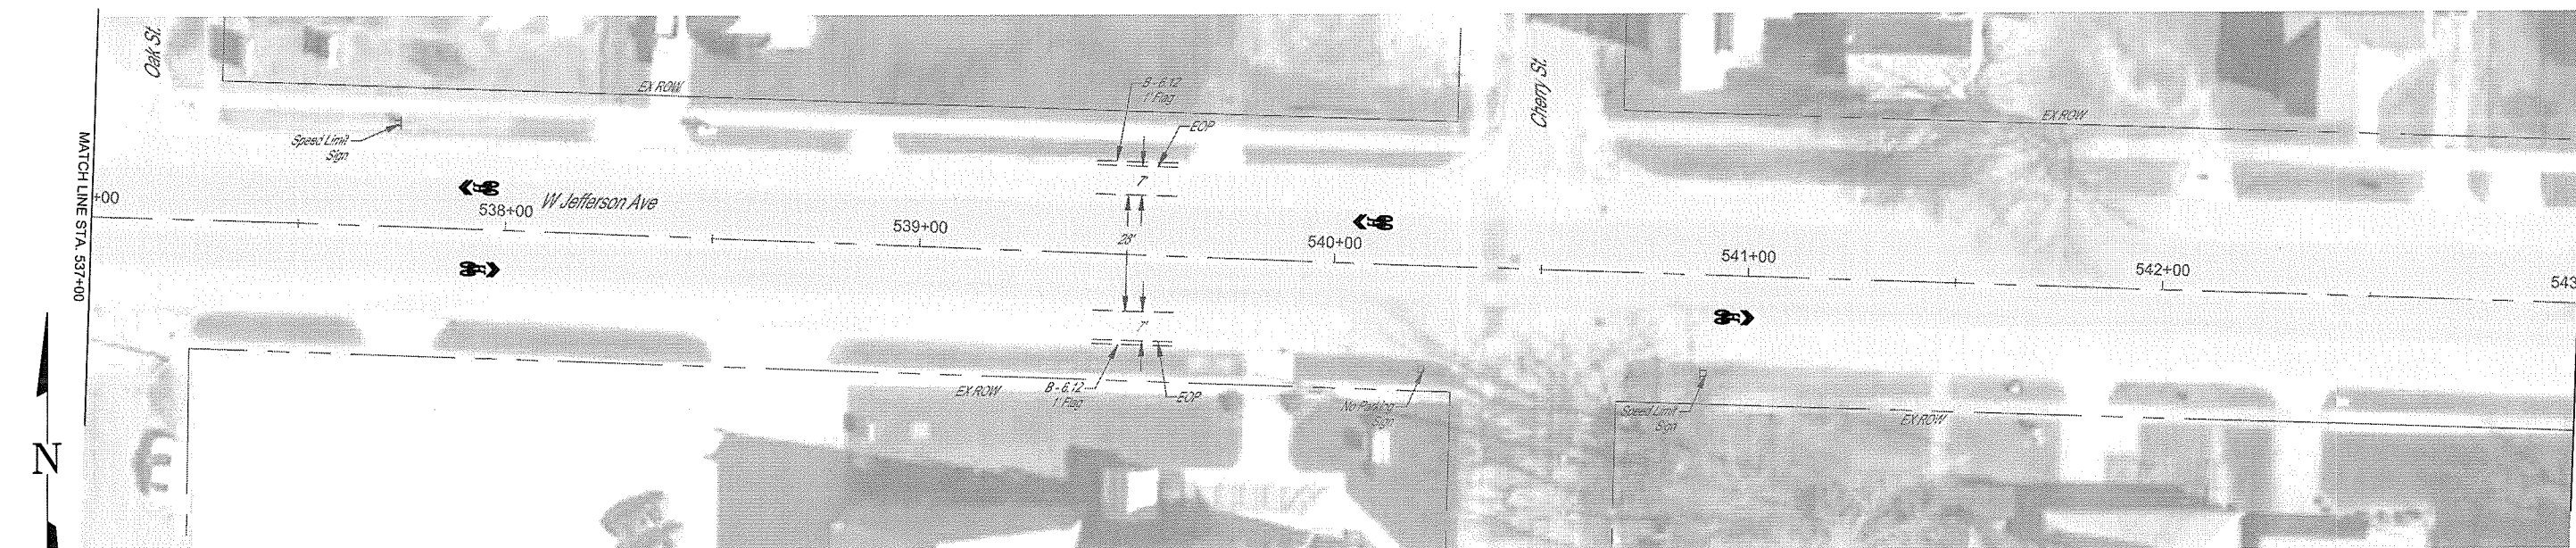 Oak St.
MATCH LINE STA. 537+00
+00
EX ROW
Speed Limit
Sign
B - 6.12
1' Flag
EOP
7'
Cherry St.
EX ROW
538+00
W Jefferson Ave
539+00
28'
540+00
541+00
542+00
543
7'
EX ROW
B - 6.12
1' Flag
EOP
No Parking
Sign
Speed Limit
Sign
EX ROW
N